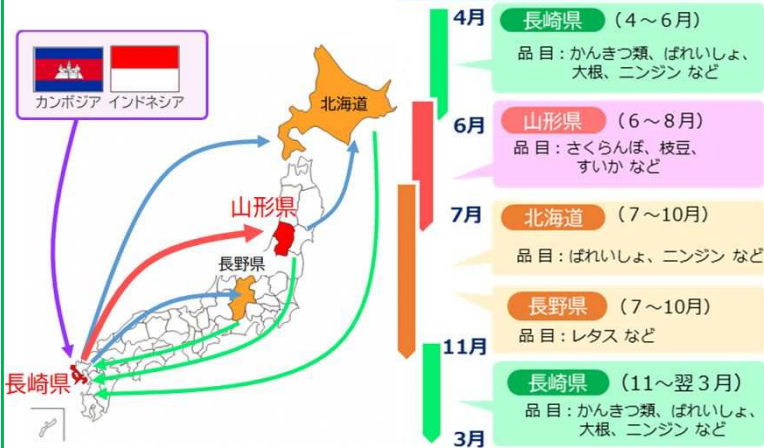 カンボジア インドネシア
北海道
山形県
長野県
長崎県
4月
長崎県 (4～6月)
品 目：かんきつ類、ばれいしょ、
大根、ニンジン など
6月
山形県 (6～8月)
品 目：さくらんぼ、枝豆、
すいか など
7月
北海道 (7～10月)
品 目：ばれいしょ、ニンジン など
長野県 (7～10月)
品 目：レタス など
11月
長崎県 (11～翌3月)
品 目：かんきつ類、ばれいしょ、
大根、ニンジン など
3月